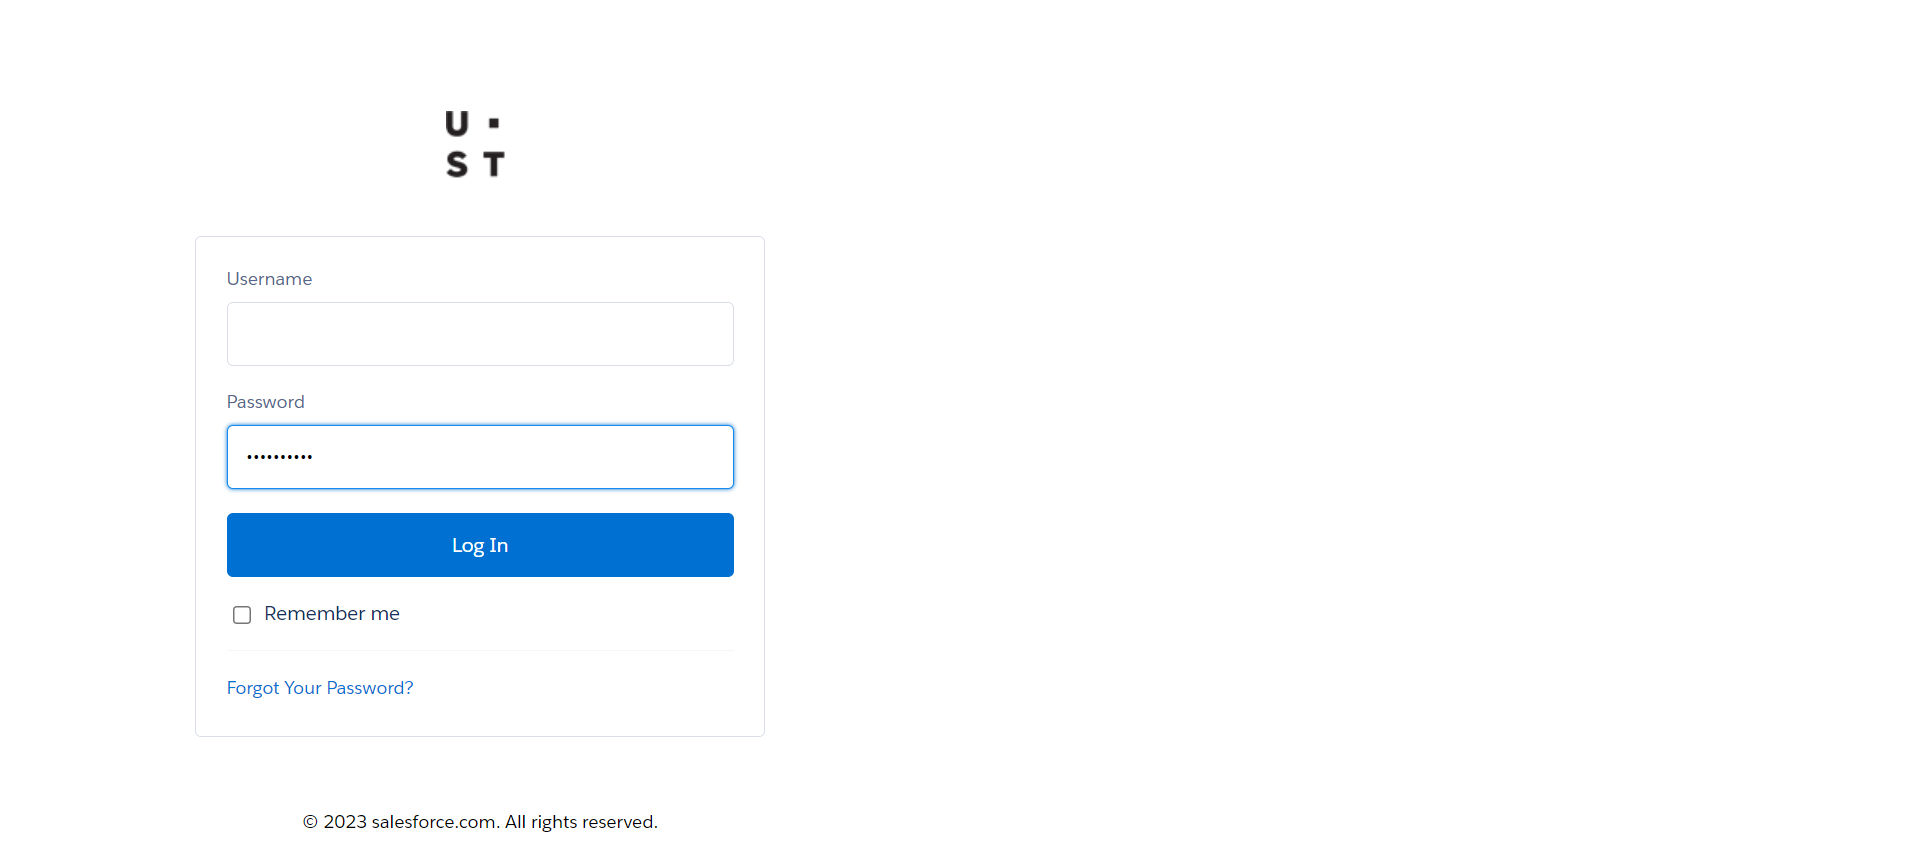 U ·
S T
Username
Password
••••••••••
Log In
Remember me
Forgot Your Password?
© 2023 salesforce.com. All rights reserved.